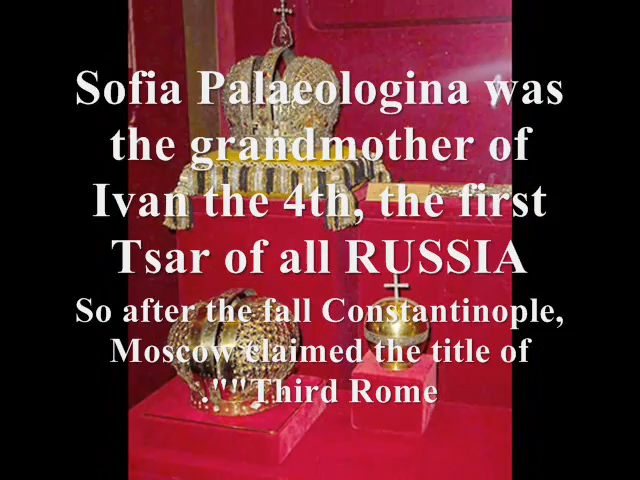 Sofia Palaeologina was
the grandmother of
Ivan the 4th, the first
Tsar of all RUSSIA
So after the fall Constantinople,
Moscow claimed the title of
.""Third Rome